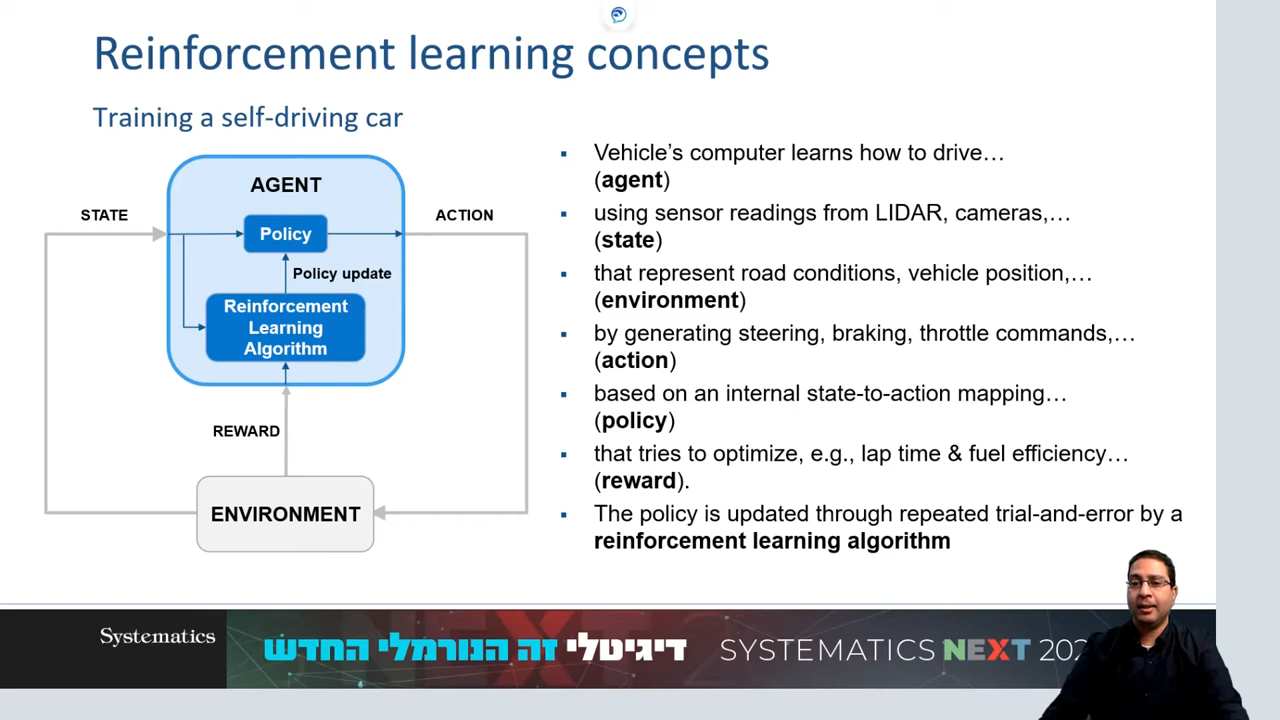 Reinforcement learning concepts
Training a self-driving car
AGENT
STATE
ACTION
Policy
Policy update
Reinforcement
Learning
Algorithm
REWARD
ENVIRONMENT
▪ Vehicle’s computer learns how to drive…
(agent)
▪ using sensor readings from LIDAR, cameras,…
(state)
▪ that represent road conditions, vehicle position,…
(environment)
▪ by generating steering, braking, throttle commands,…
(action)
▪ based on an internal state-to-action mapping…
(policy)
▪ that tries to optimize, e.g., lap time & fuel efficiency…
(reward).
▪ The policy is updated through repeated trial-and-error by a
reinforcement learning algorithm
Systematics
דיגיטלי זה הנורמלי החדש
SYSTEMATICS NEXT 202